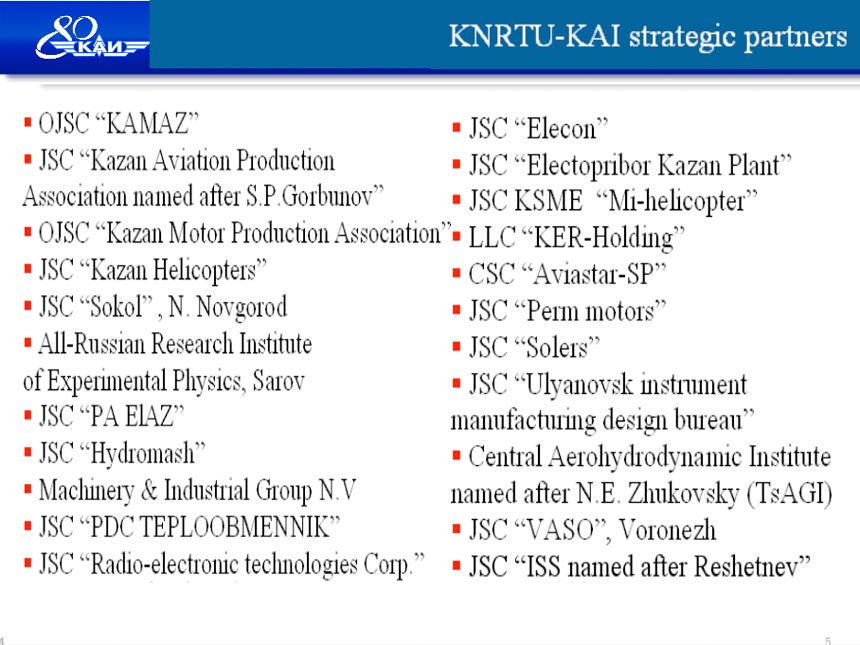 80
КАИ
KNRTU-KAI strategic partners
▪ OJSC “KAMAZ”
▪ JSC “Kazan Aviation Production
Association named after S.P.Gorbunov”
▪ OJSC “Kazan Motor Production Association”
▪ JSC “Kazan Helicopters”
▪ JSC “Sokol” , N. Novgorod
▪ All-Russian Research Institute
of Experimental Physics, Sarov
▪ JSC “PA ElAZ”
▪ JSC “Hydromash”
▪ Machinery & Industrial Group N.V
▪ JSC “PDC TEPLOOBMENNIK”
▪ JSC “Radio-electronic technologies Corp.”
▪ JSC “Elecon”
▪ JSC “Electopribor Kazan Plant”
▪ JSC KSME “Mi-helicopter”
▪ LLC “KER-Holding”
▪ CSC “Aviastar-SP”
▪ JSC “Perm motors”
▪ JSC “Solers”
▪ JSC “Ulyanovsk instrument
manufacturing design bureau”
▪ Central Aerohydrodynamic Institute
named after N.E. Zhukovsky (TsAGI)
▪ JSC “VASO”, Voronezh
▪ JSC “ISS named after Reshetnev”
4
5